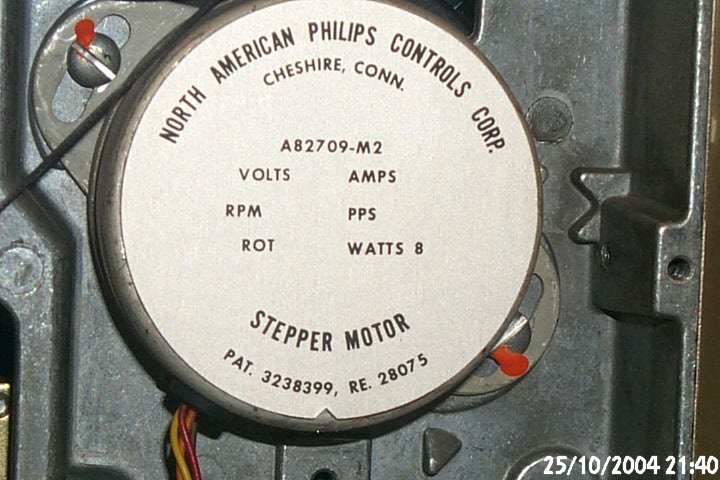 NORTH AMERICAN PHILIPS CONTROLS CORP.
CHESHIRE, CONN.
A82709-M2
VOLTS AMPS
RPM PPS
ROT WATTS 8
STEPPER MOTOR
PAT. 3238399, RE. 28075
25/10/2004 21:40